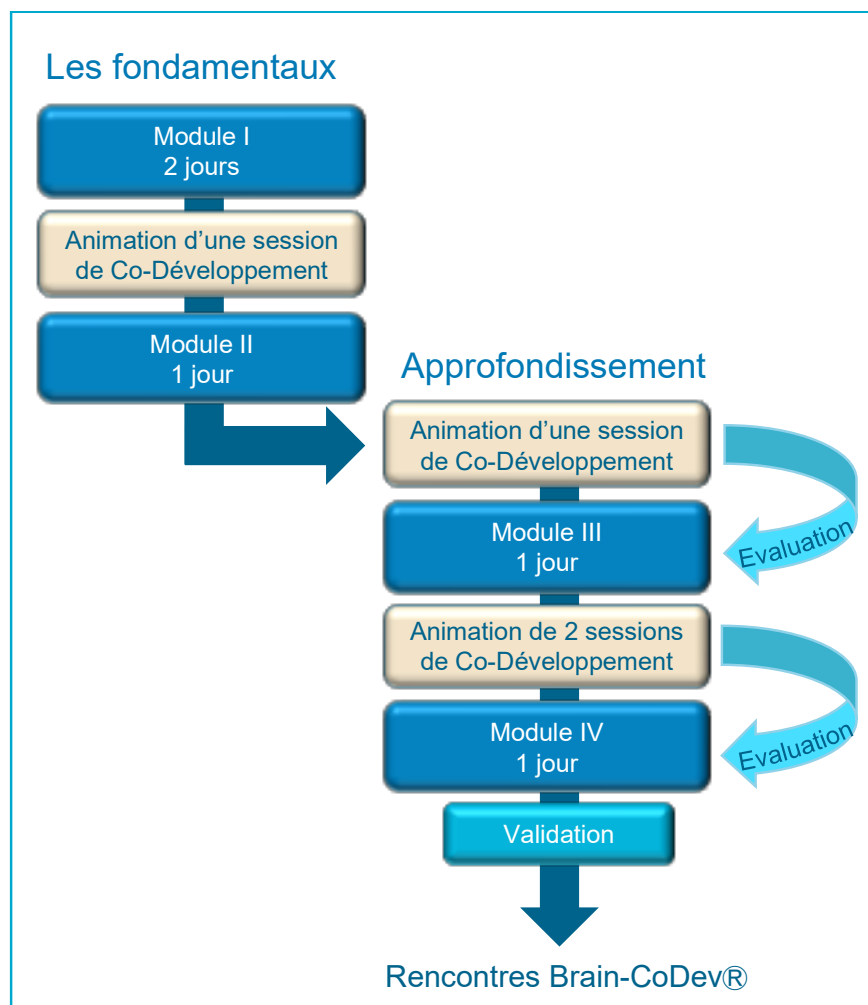 Les fondamentaux
Module I
2 jours
Animation d’une session
de Co-Développement
Module II
1 jour
Approfondissement
Animation d’une session
de Co-Développement
Evaluation
Module III
1 jour
Animation de 2 sessions
de Co-Développement
Evaluation
Module IV
1 jour
Validation
Rencontres Brain-CoDev®